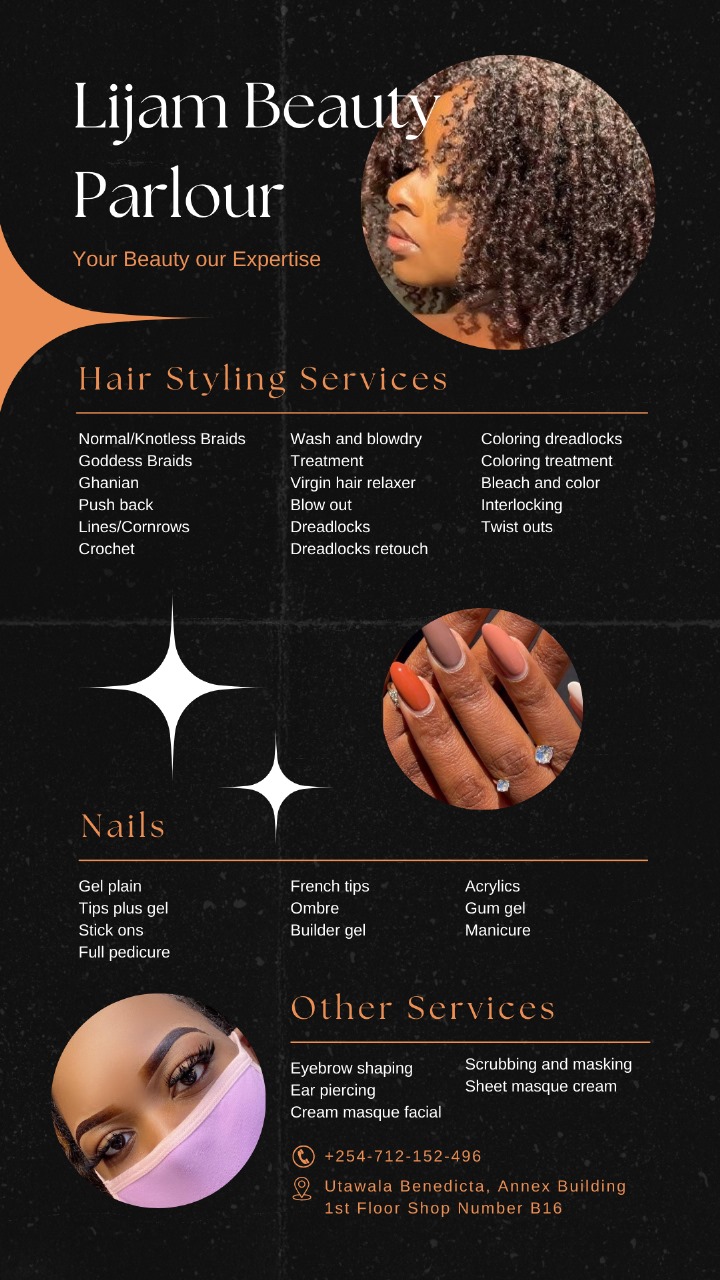 Lijam Beauty
Parlour
Your Beauty our Expertise
Hair Styling Services
Normal/Knotless Braids
Goddess Braids
Ghanian
Push back
Lines/Cornrows
Crochet
Wash and blowdry
Treatment
Virgin hair relaxer
Blow out
Dreadlocks
Dreadlocks retouch
Coloring dreadlocks
Coloring treatment
Bleach and color
Interlocking
Twist outs
Nails
Gel plain
Tips plus gel
Stick ons
Full pedicure
French tips
Ombre
Builder gel
Acrylics
Gum gel
Manicure
Other Services
Eyebrow shaping
Ear piercing
Cream masque facial
Scrubbing and masking
Sheet masque cream
+254-712-152-496
Utawala Benedicta, Annex Building
1st Floor Shop Number B16